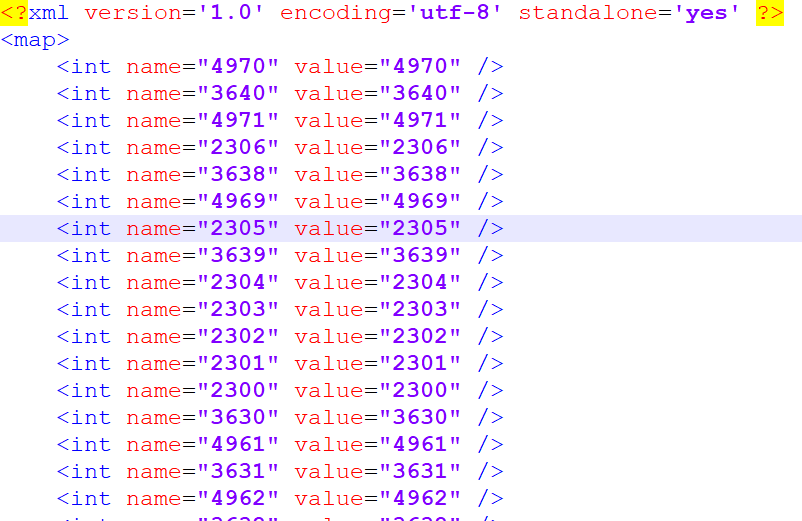 <?xml version='1.0' encoding='utf-8' standalone='yes' ?>
<map>
    <int name="4970" value="4970" />
    <int name="3640" value="3640" />
    <int name="4971" value="4971" />
    <int name="2306" value="2306" />
    <int name="3638" value="3638" />
    <int name="4969" value="4969" />
    <int name="2305" value="2305" />
    <int name="3639" value="3639" />
    <int name="2304" value="2304" />
    <int name="2303" value="2303" />
    <int name="2302" value="2302" />
    <int name="2301" value="2301" />
    <int name="2300" value="2300" />
    <int name="3630" value="3630" />
    <int name="4961" value="4961" />
    <int name="3631" value="3631" />
    <int name="4962" value="4962" />